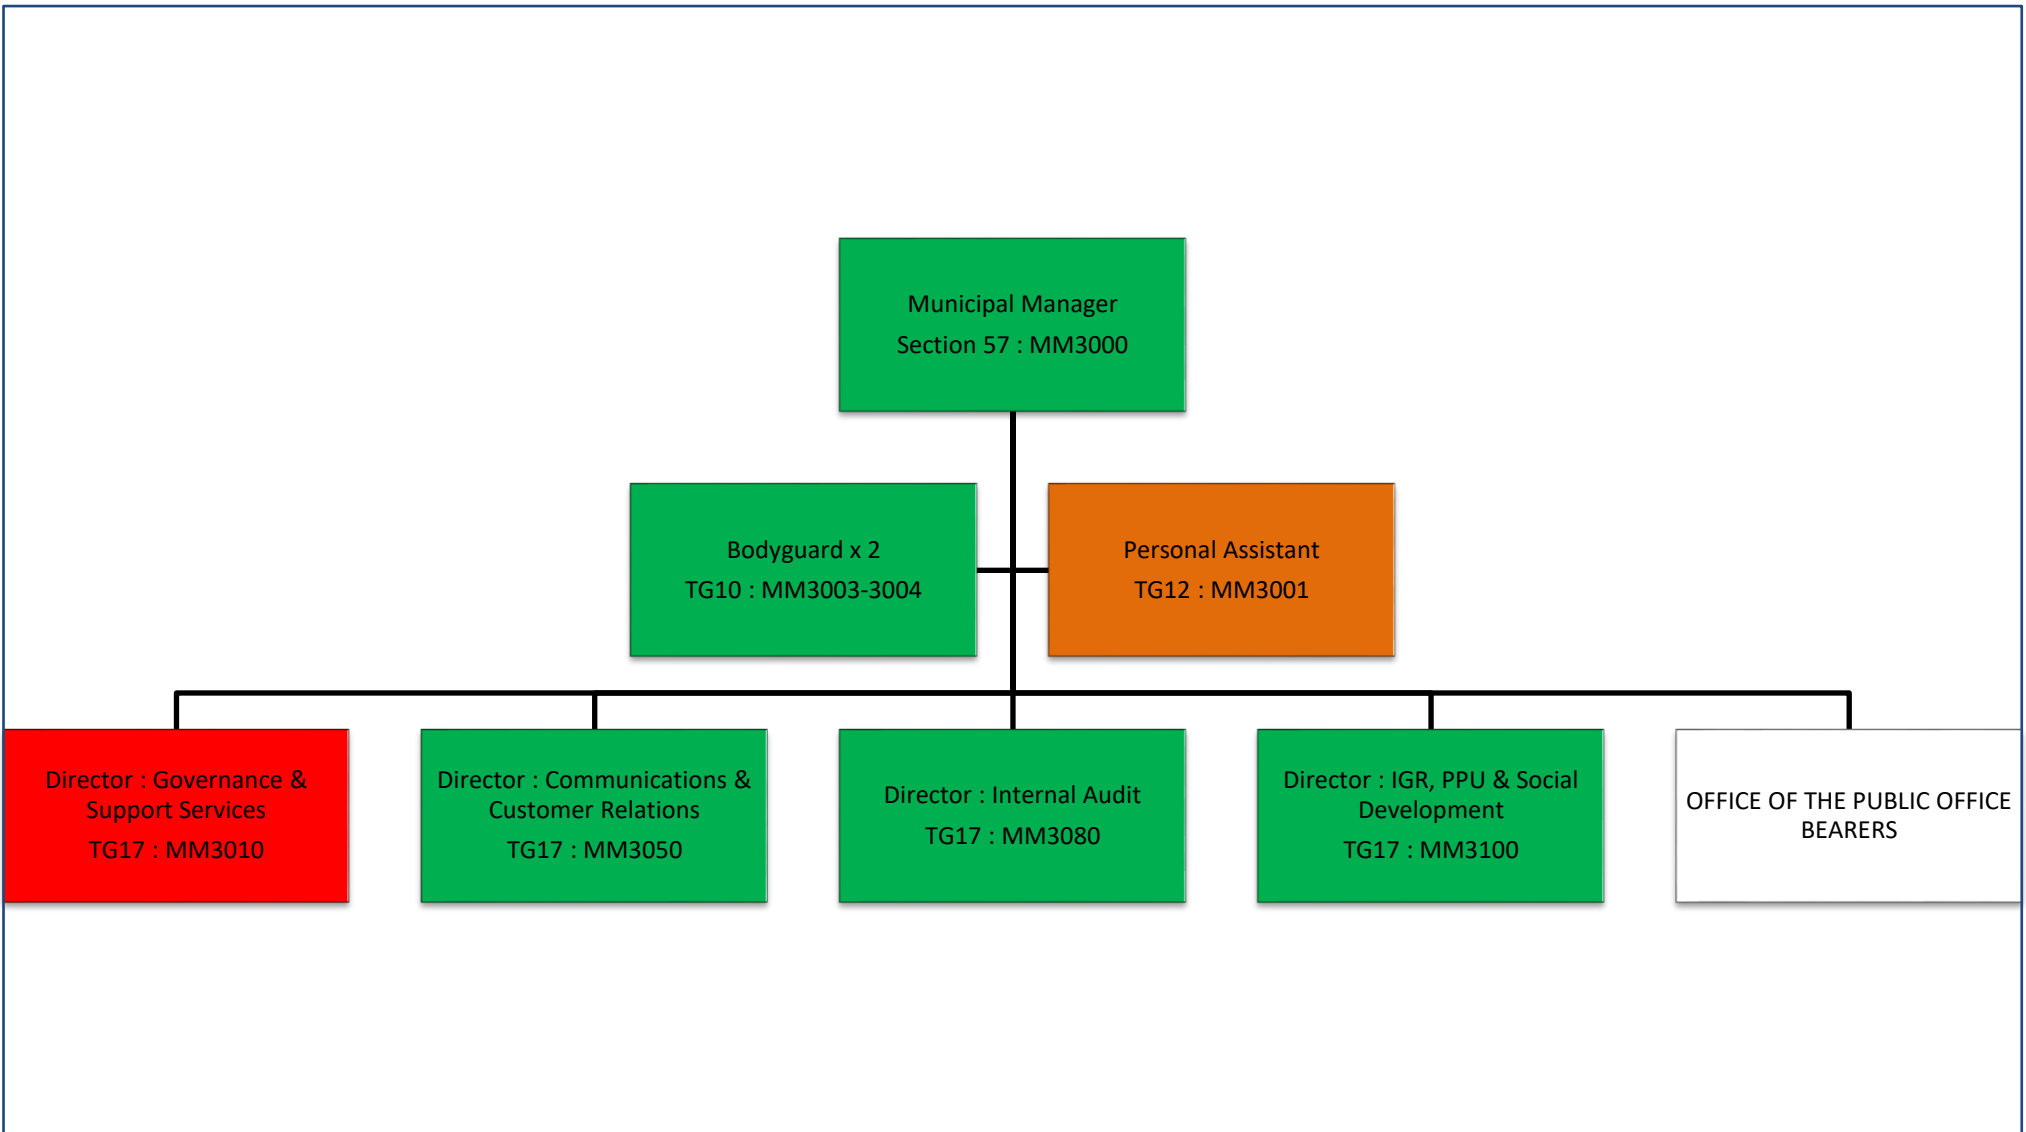 Municipal Manager
Section 57 : MM3000
Bodyguard x 2
TG10 : MM3003-3004
Personal Assistant
TG12 : MM3001
Director : Governance &
Support Services
TG17 : MM3010
Director : Communications &
Customer Relations
TG17 : MM3050
Director : Internal Audit
TG17 : MM3080
Director : IGR, PPU & Social
Development
TG17 : MM3100
OFFICE OF THE PUBLIC OFFICE
BEARERS